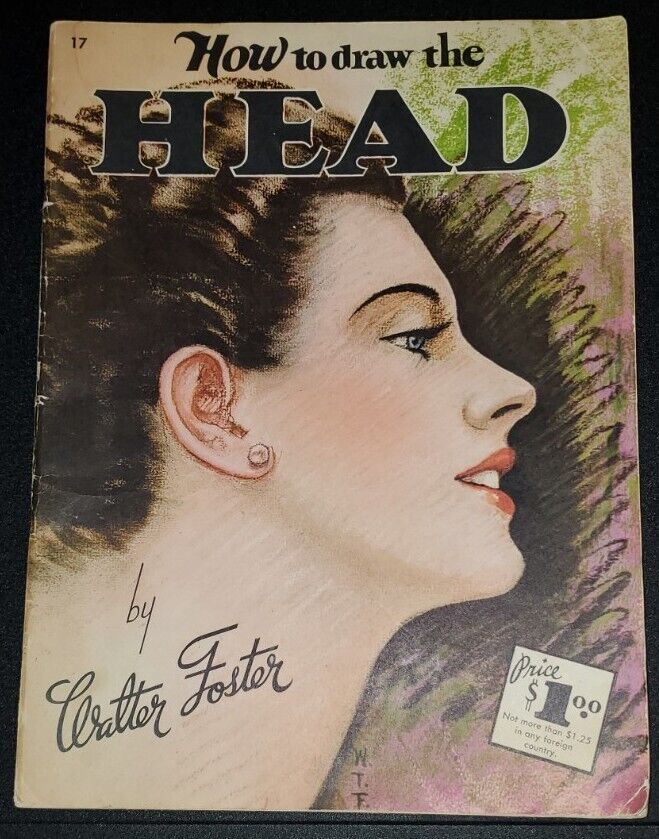 17
How to draw the
HEAD
by
Walter Foster
Price
$1.00
Not more than $1.25
in any foreign
country.
W.
T.
F.